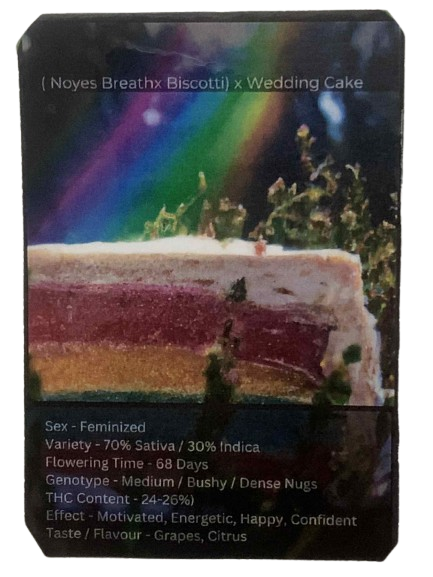 ( Noyes Breathx Biscotti) x Wedding Cake
Sex - Feminized
Variety - 70% Sativa / 30% Indica
Flowering Time - 68 Days
Genotype - Medium / Bushy / Dense Nugs
THC Content - 24-26%)
Effect - Motivated, Energetic, Happy, Confident
Taste / Flavour - Grapes, Citrus